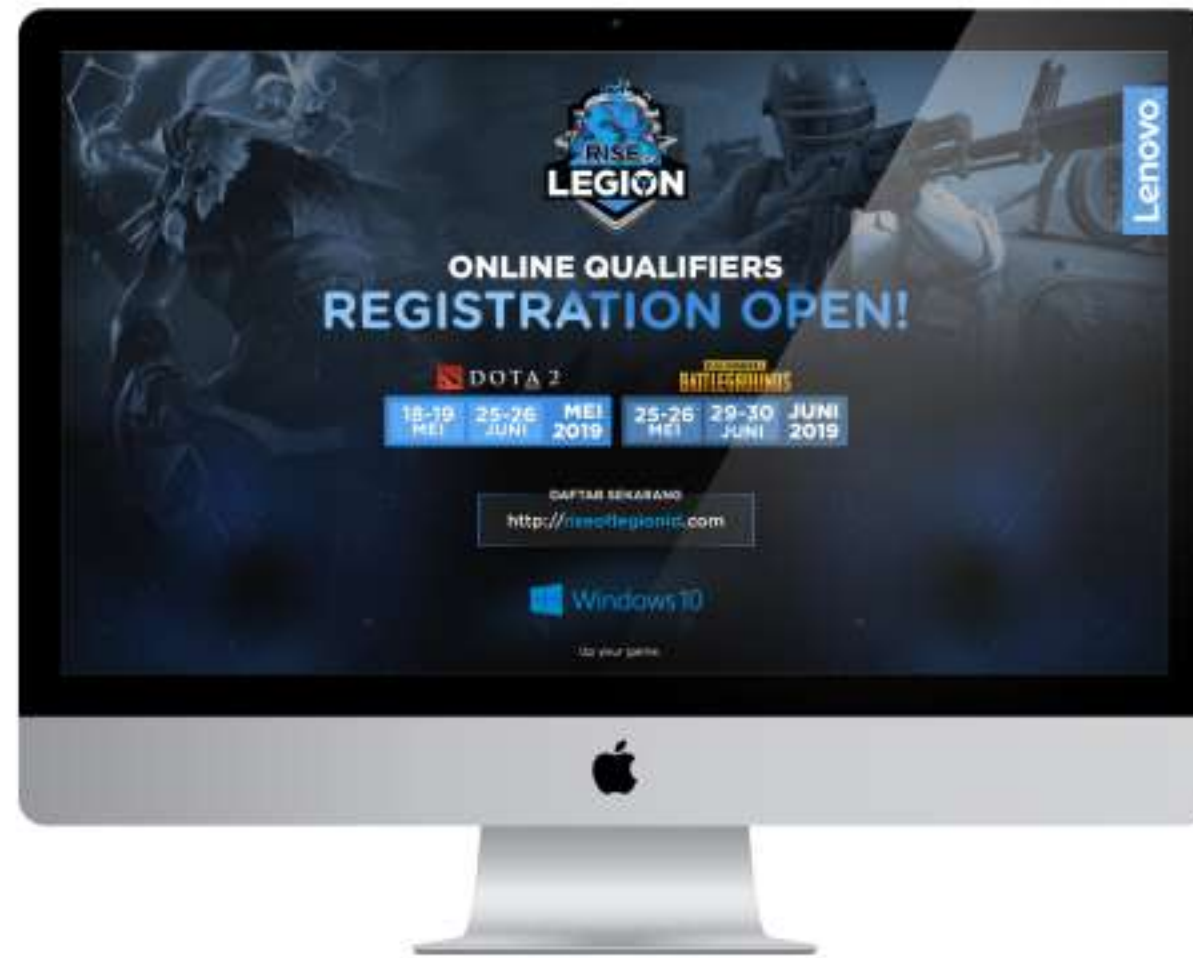 RISE OF
LEGION
Lenovo
ONLINE QUALIFIERS
REGISTRATION OPEN!
DOTA 2
BATTLEGROUNDS
18-19 MEI
25-26 JUNI
MEI 2019
25-26 MEI
29-30 JUNI
JUNI 2019
DAFTAR SEKARANG
http://riseoflegionid.com
Windows 10
Up your game.